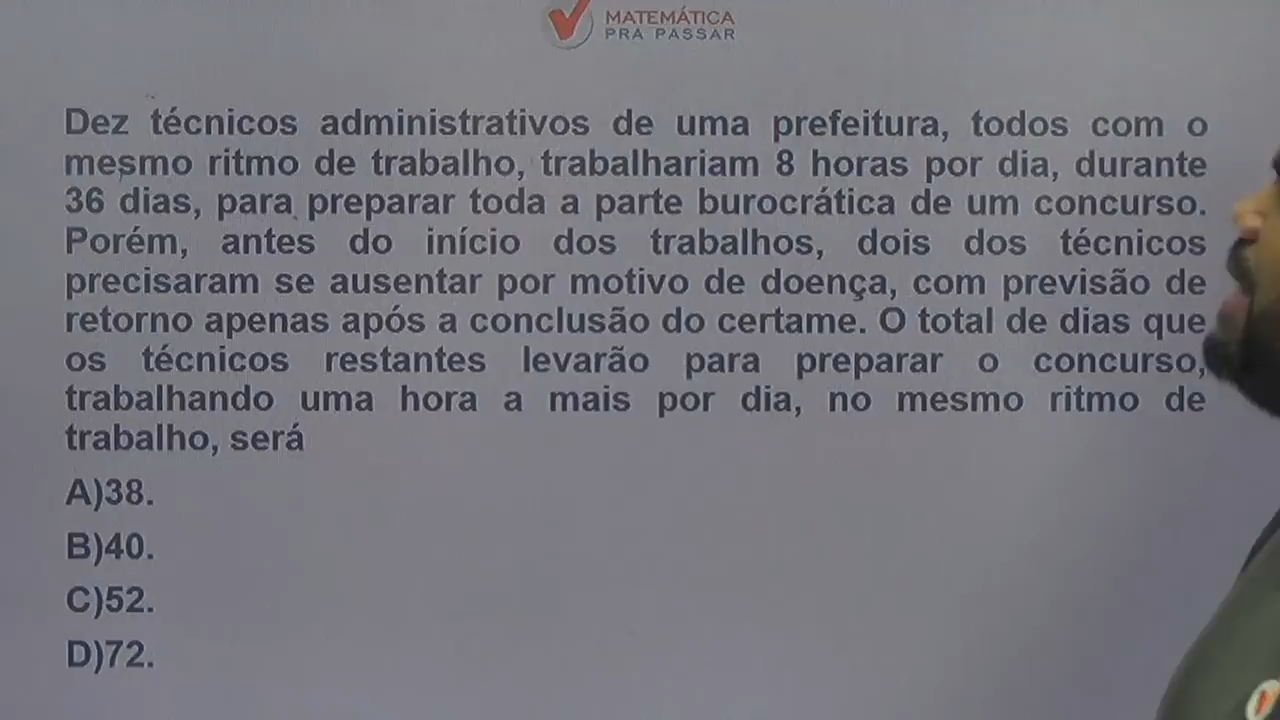 MATEMÁTICA
PRA PASSAR
Dez técnicos administrativos de uma prefeitura, todos com o
mesmo ritmo de trabalho, trabalhariam 8 horas por dia, durante
36 dias, para preparar toda a parte burocrática de um concurso.
Porém, antes do início dos trabalhos, dois dos técnicos
precisaram se ausentar por motivo de doença, com previsão de
retorno apenas após a conclusão do certame. O total de dias que
os técnicos restantes levarão para preparar o concurso,
trabalhando uma hora a mais por dia, no mesmo ritmo de
trabalho, será
A)38.
B)40.
C)52.
D)72.